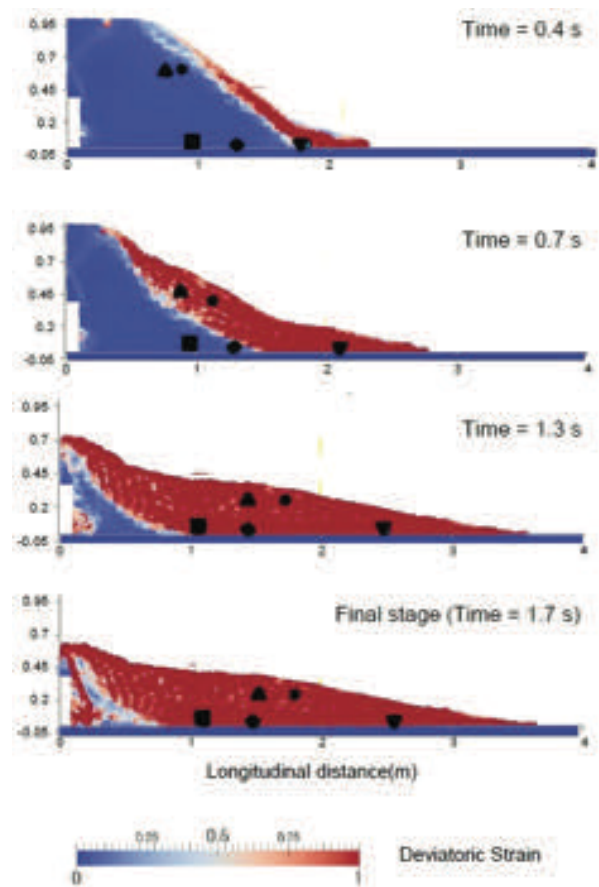 Time = 0.4 s
0.95
0.7
0.45
0.2
-0.05
0 1 2 3 4
Time = 0.7 s
0.95
0.7
0.45
0.2
-0.05
0 1 2 3 4
Time = 1.3 s
0.95
0.7
0.45
0.2
-0.05
0 1 2 3 4
Final stage (Time = 1.7 s)
0.95
0.7
0.45
0.2
-0.05
0 1 2 3 4
Longitudinal distance(m)
0.25 0.5 0.75
0 1
Deviatoric Strain